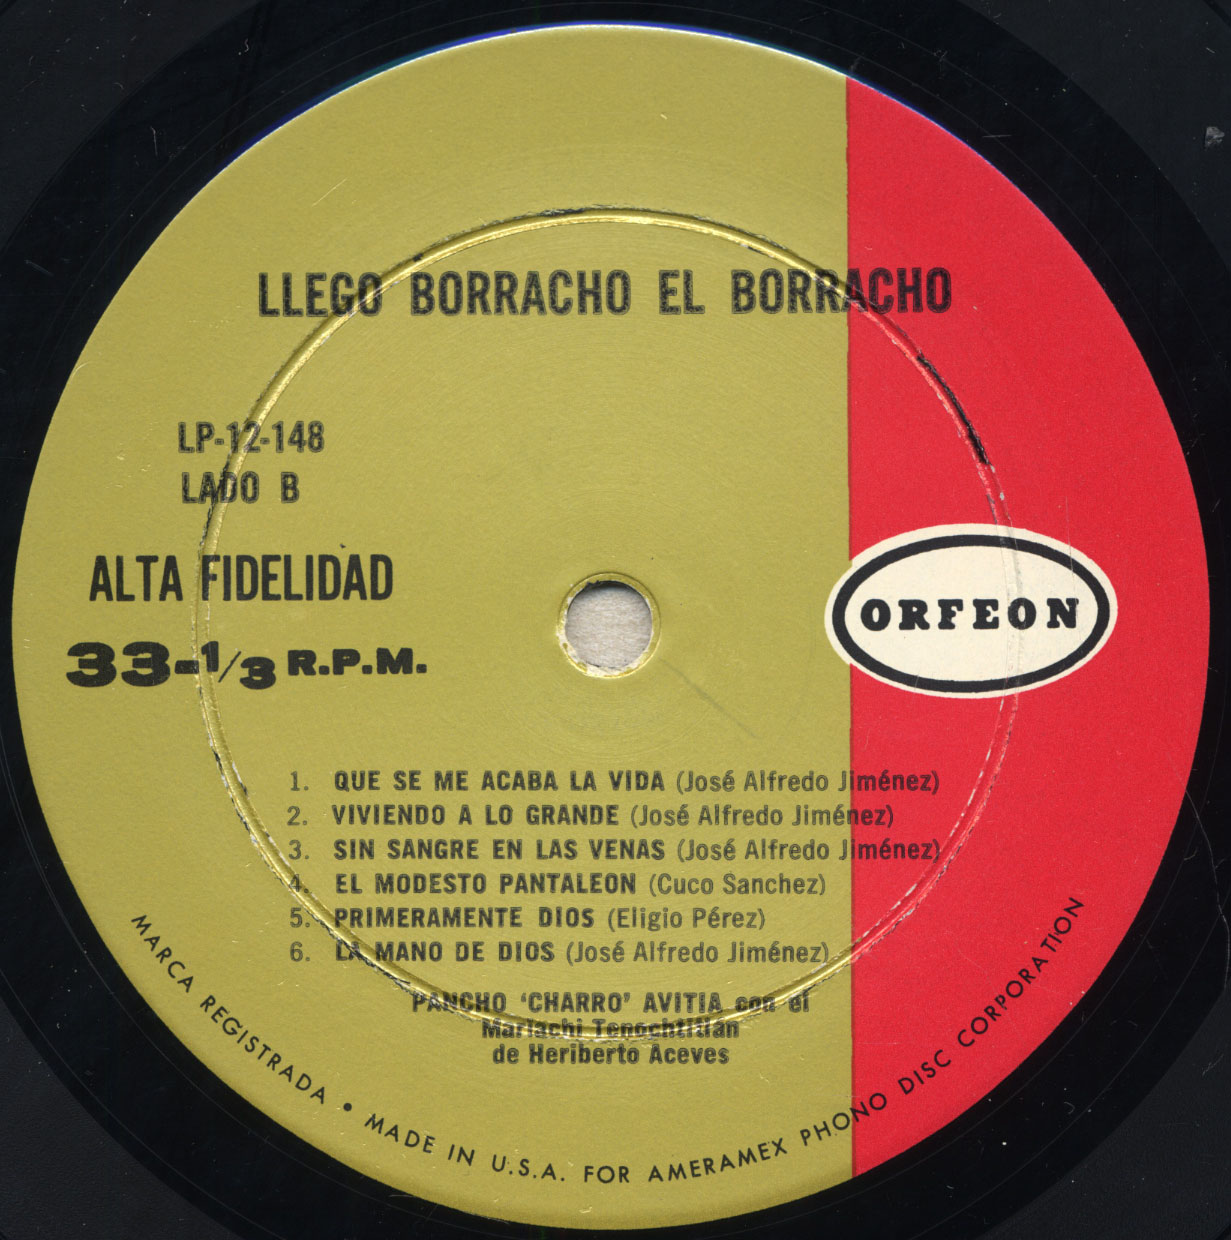 LLEGO BORRACHO EL BORRACHO
LP-12-148
LADO B
ALTA FIDELIDAD
33-1/3 R.P.M.
ORFEON
1. QUE SE ME ACABA LA VIDA (José Alfredo Jiménez)
2. VIVIENDO A LO GRANDE (José Alfredo Jiménez)
3. SIN SANGRE EN LAS VENAS (José Alfredo Jiménez)
4. EL MODESTO PANTALEON (Cuco Sanchez)
5. PRIMERAMENTE DIOS (Eligio Pérez)
6. LA MANO DE DIOS (José Alfredo Jiménez)
PANCHO ‘CHARRO’ AVITIA con el
Mariachi Tenochtitlan
de Heriberto Aceves
MARCA REGISTRADA • MADE IN U.S.A. FOR AMERAMEX PHONO DISC CORPORATION